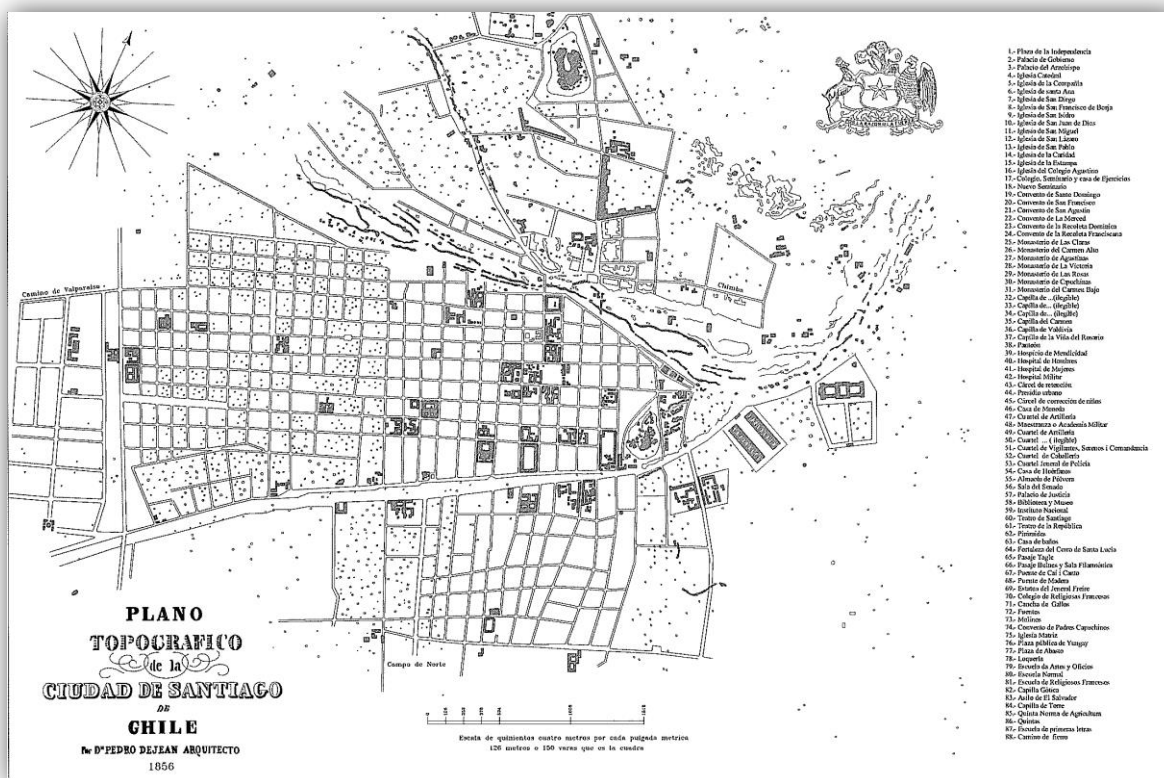 PLANO
TOPOGRAFICO
de la
CIUDAD DE SANTIAGO
DE
CHILE
Por Dn PEDRO DEJEAN ARQUITECTO
1856
Camino de Valparaiso
Chimba
Campo de Norte
Escala de quinientos cuatro metros por cada pulgada metrica
126 metros o 150 varas que es la cuadra
1.- Plaza de la Independencia
2.- Palacio de Gobierno
3.- Palacio del Arzobispo
4.- Iglesia Catedral
5.- Iglesia de la Compañía
6.- Iglesia de santa Ana
7.- Iglesia de San Diego
8.- Iglesia de San Francisco de Borja
9.- Iglesia de San Isidro
10.- Iglesia de San Juan de Dios
11.- Iglesia de San Miguel
12.- Iglesia de San Lázaro
13.- Iglesia de San Pablo
14.- Iglesia de la Caridad
15.- Iglesia de la Estampa
16.- Iglesia del Colegio Agustino
17.- Colegio, Seminario y casa de Ejercicios
18.- Nuevo Seminario
19.- Convento de Santo Domingo
20.- Convento de San Francisco
21.- Convento de San Agustín
22.- Convento de La Merced
23.- Convento de la Recoleta Dominica
24.- Convento de la Recoleta Franciscana
25.- Monasterio de Las Claras
26.- Monasterio del Carmen Alto
27.- Monasterio de Agustinas
28.- Monasterio de La Victoria
29.- Monasterio de Las Rosas
30.- Monasterio de Cpuchinas
31.- Monasterio del Carmen Bajo
32.- Capilla de ...(ilegible)
33.- Capilla de... (ilegible)
34.- Capilla de... (ilegible)
35.- Capilla del Carmen
36.- Capilla de Valdivia
37.- Capilla de la Viña del Rosario
38.- Panteón
39.- Hospicio de Mendicidad
40.- Hospital de Hombres
41.- Hospital de Mujeres
42.- Hospital Militar
43.- Cárcel de retención
44.- Presidio urbano
45.- Cárcel de corrección de niños
46.- Casa de Moneda
47.- Cuartel de Artillería
48.- Maestranza o Academia Militar
49.- Cuartel de Artillería
50.- Cuartel ... ( ilegible)
51.- Cuartel de Vigilantes, Serenos i Comandancia
52.- Cuartel de Caballería
53.- Cuartel Jeneral de Policía
54.- Casa de Huérfanos
55.- Almacén de Pólvora
56.- Sala del Senado
57.- Palacio de Justicia
58.- Biblioteca y Museo
59.- Instituto Nacional
60.- Teatro de Santiago
61.- Teatro de la República
62.- Pirámides
63.- Casa de baños
64.- Fortaleza del Cerro de Santa Lucía
65.- Pasaje Tagle
66.- Pasaje Bulnes y Sala Filarmónica
67.- Puente de Cal i Canto
68.- Puente de Madera
69.- Estatua del Jeneral Freire
70.- Colegio de Religiosas Francesas
71.- Cancha de Gallos
72.- Fuentes
73.- Molinos
74.- Convento de Padres Capuchinos
75.- Iglesia Matriz
76.- Plaza pública de Yungay
77.- Plaza de Abasto
78.- Loquería
79.- Escuela de Artes y Oficios
80.- Escuela Normal
81.- Escuela de Religiosos Franceses
82.- Capilla Gótica
83.- Asilo de El Salvador
84.- Capilla de Torre
85.- Quinta Norma de Agricultura
86.- Quintas
87.- Escuela de primeras letras
88.- Camino de fierro